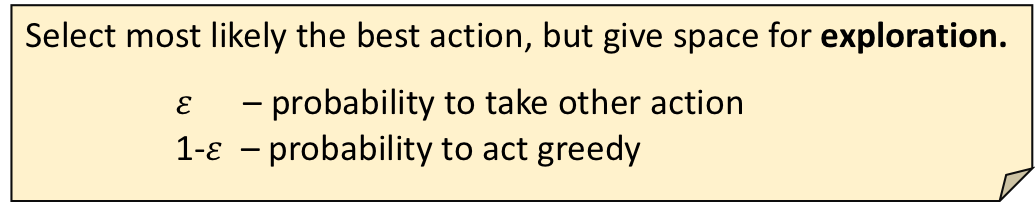 Select most likely the best action, but give space for exploration.
ε – probability to take other action
1-ε – probability to act greedy